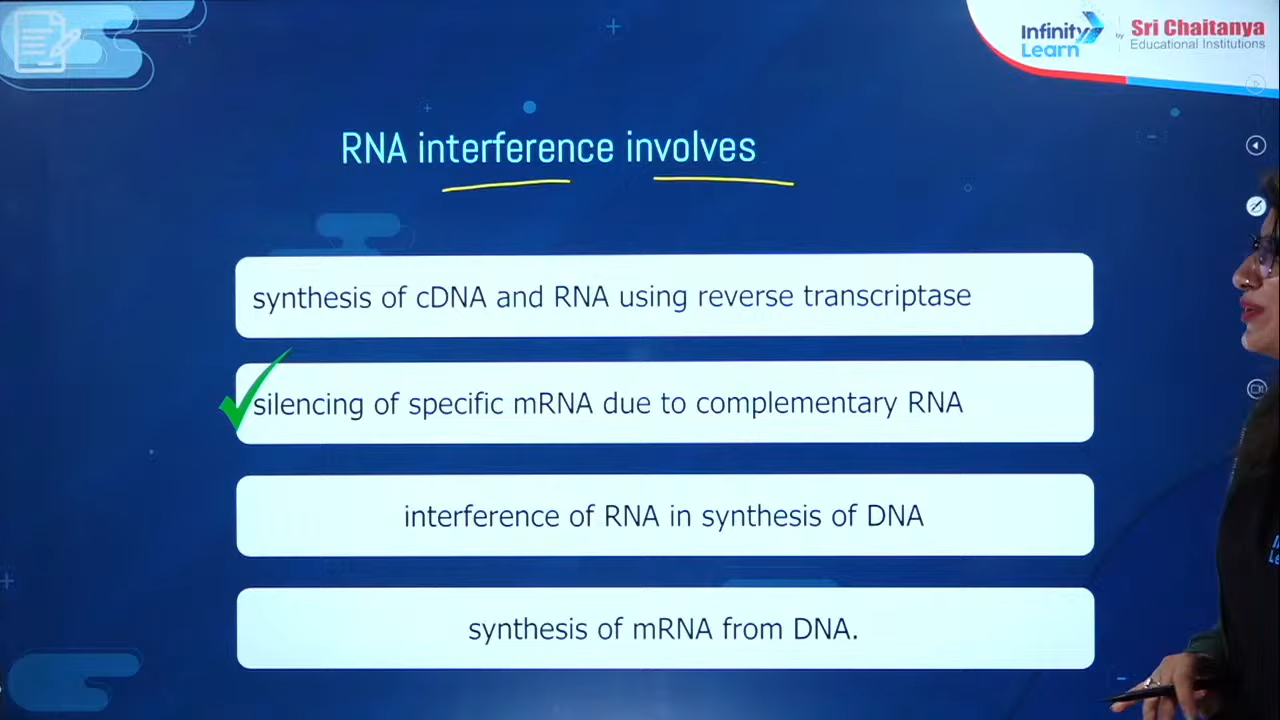 Infinity Learn
by
Sri Chaitanya
Educational Institutions
RNA interference involves
synthesis of cDNA and RNA using reverse transcriptase
silencing of specific mRNA due to complementary RNA
interference of RNA in synthesis of DNA
synthesis of mRNA from DNA.